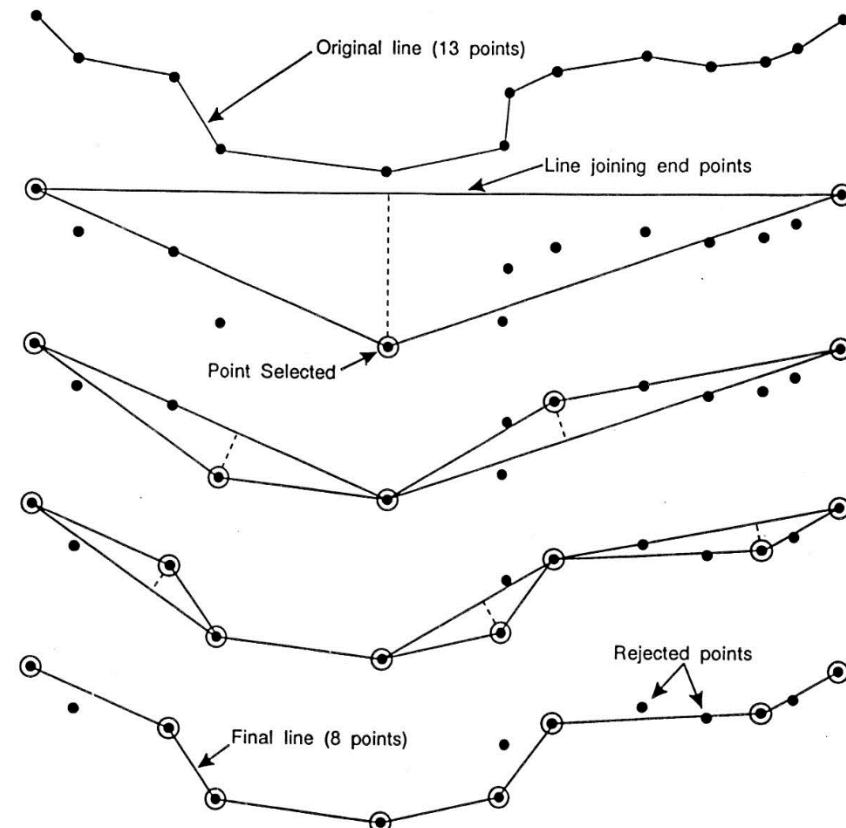 Original line (13 points)
Line joining end points
Point Selected
Rejected points
Final line (8 points)